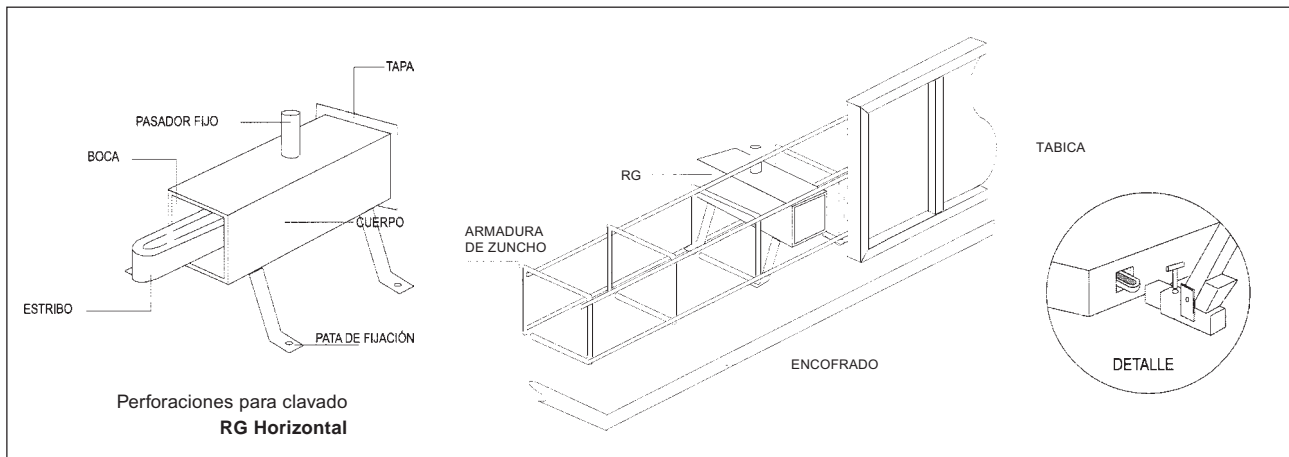 TAPA
PASADOR FIJO
BOCA
CUERPO
ESTRIBO
PATA DE FIJACIÓN
Perforaciones para clavado
RG Horizontal
RG
TABICA
ARMADURA
DE ZUNCHO
ENCOFRADO
DETALLE